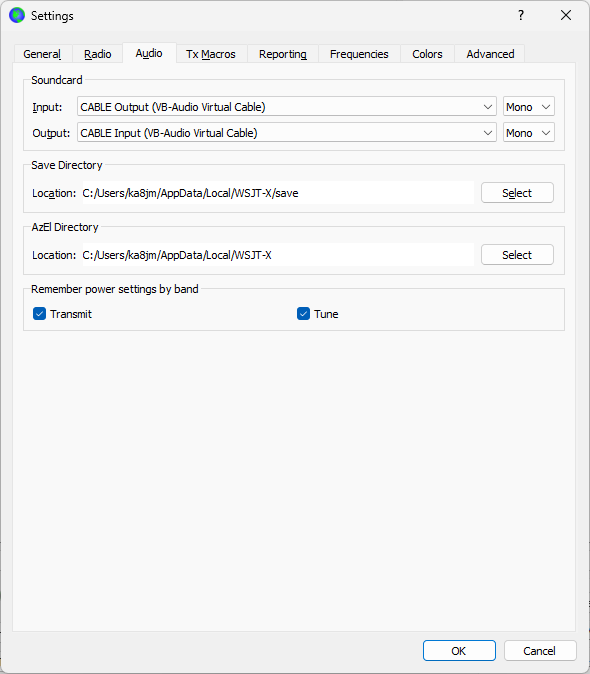 Settings
?
General Radio Audio Tx Macros Reporting Frequencies Colors Advanced
Soundcard
Input: CABLE Output (VB-Audio Virtual Cable) Mono
Output: CABLE Input (VB-Audio Virtual Cable) Mono
Save Directory
Location: C:/Users/ka8jm/AppData/Local/WSJT-X/save Select
AzEl Directory
Location: C:/Users/ka8jm/AppData/Local/WSJT-X Select
Remember power settings by band
Transmit Tune
OK Cancel